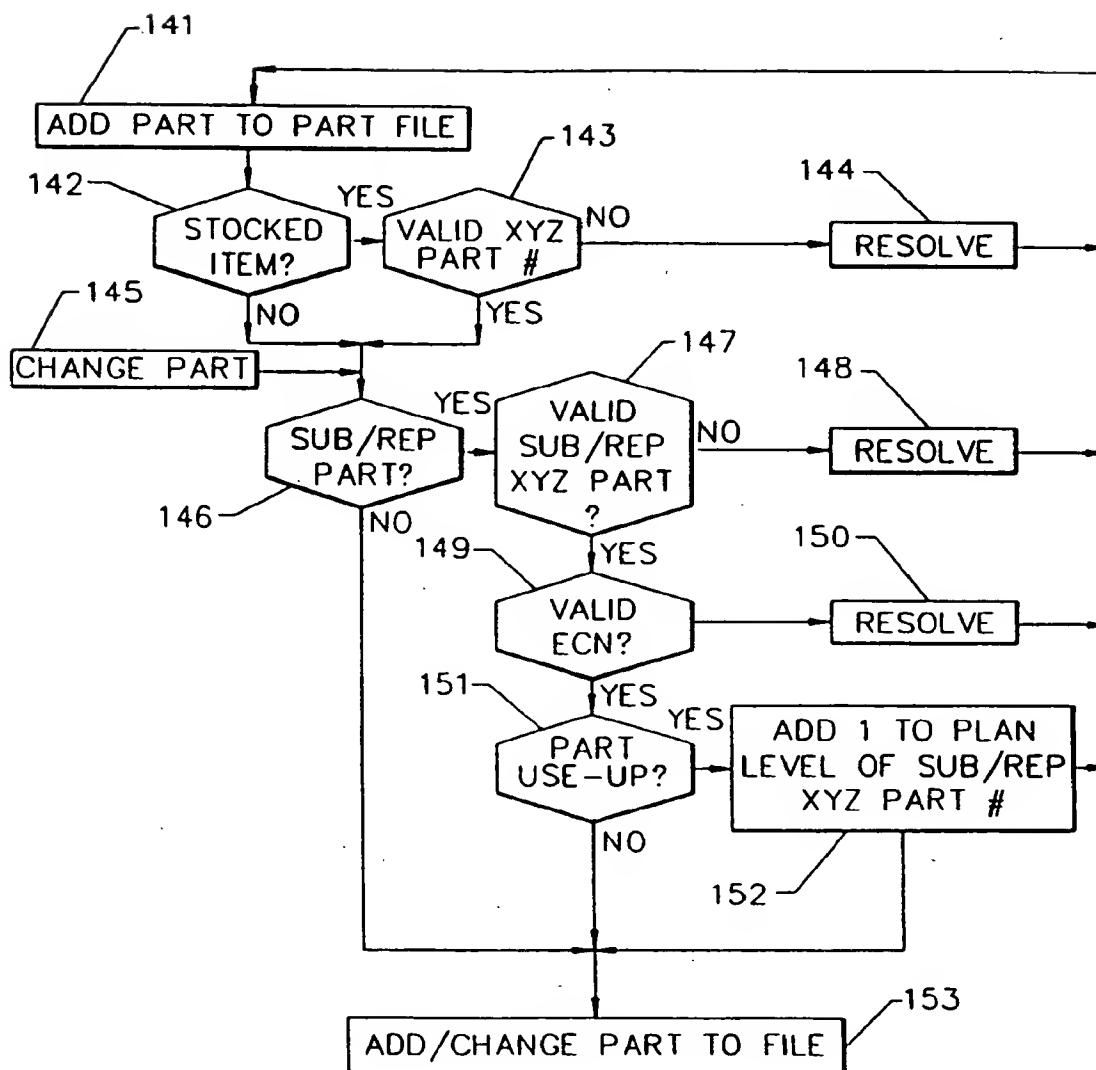 141
ADD PART TO PART FILE
142
STOCKED
ITEM?
YES
NO
143
VALID XYZ
PART #
NO
YES
144
RESOLVE
145
CHANGE PART
146
SUB/REP
PART?
YES
NO
147
VALID
SUB/REP
XYZ PART
?
NO
YES
148
RESOLVE
149
VALID
ECN?
YES
150
RESOLVE
151
PART
USE-UP?
YES
NO
ADD 1 TO PLAN
LEVEL OF SUB/REP
XYZ PART #
152
153
ADD/CHANGE PART TO FILE